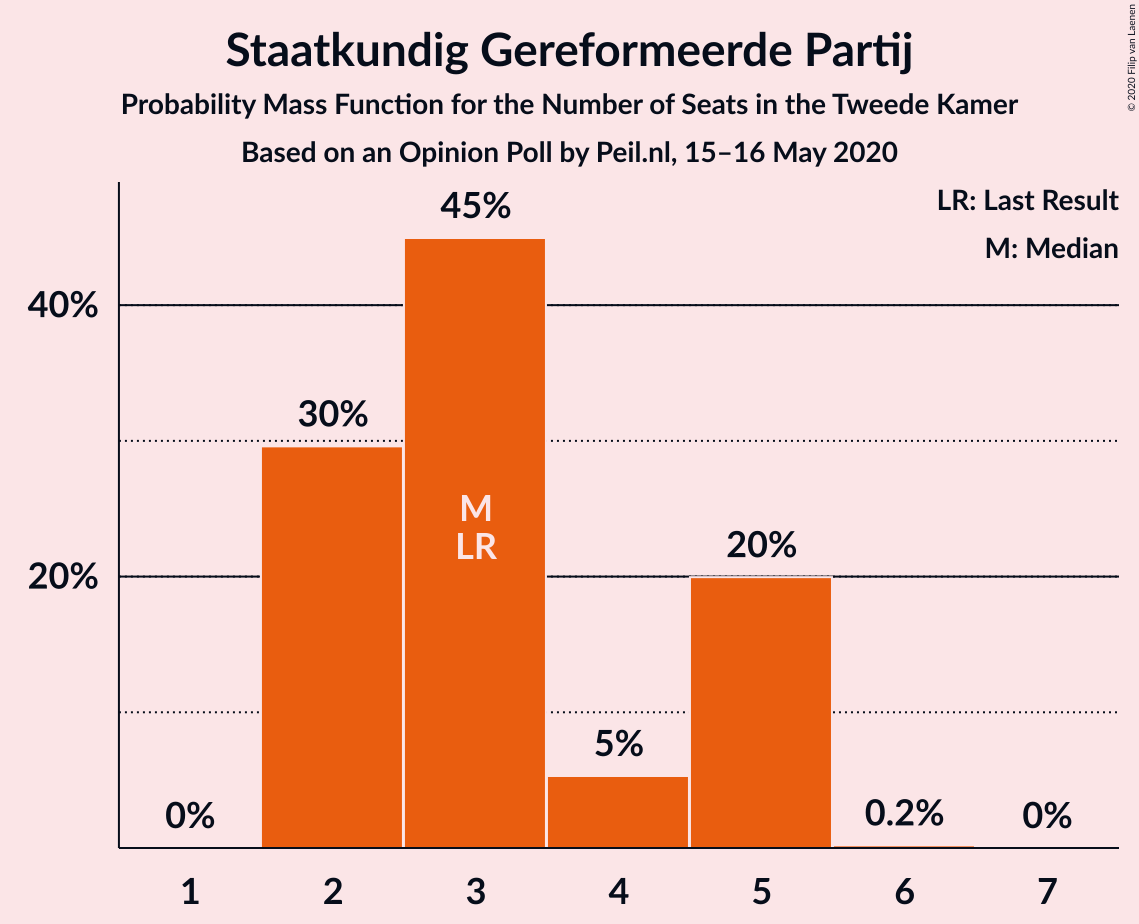 Staatkundig Gereformeerde Partij
Probability Mass Function for the Number of Seats in the Tweede Kamer
Based on an Opinion Poll by Peil.nl, 15–16 May 2020
© 2020 Filip van Laenen
LR: Last Result
M: Median
45%
40%
30%
M
LR
20%
20%
5%
0%
0.2%
0%
1 2 3 4 5 6 7